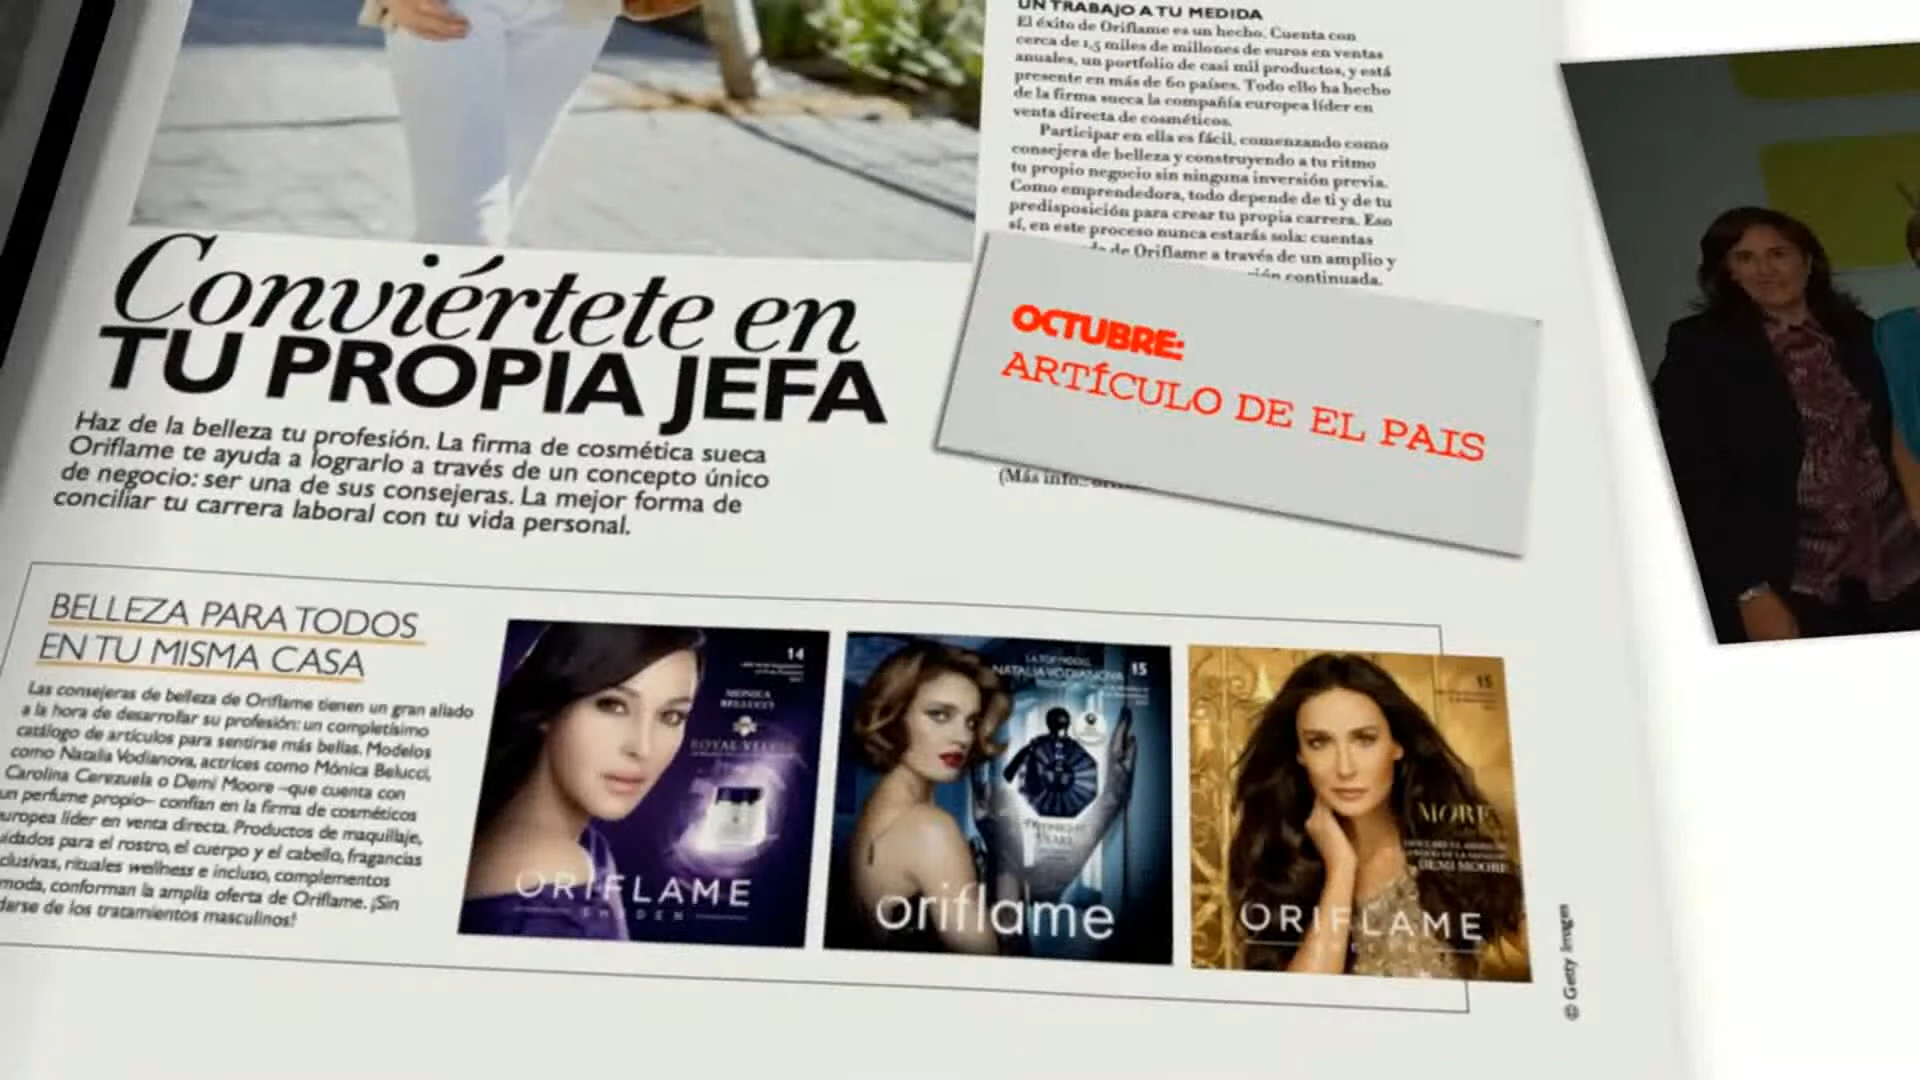 UN TRABAJO A TU MEDIDA
El éxito de Oriflame es un hecho. Cuenta con
cerca de 1,5 miles de millones de euros en ventas
anuales, un portfolio de casi mil productos, y está
presente en más de 60 países. Todo ello ha hecho
de la firma sueca la compañía europea líder en
venta directa de cosméticos.
Participar en ella es fácil, comenzando como
consejera de belleza y construyendo a tu ritmo
tu propio negocio sin ninguna inversión previa.
Como emprendedora, todo depende de ti y de tu
predisposición para crear tu propia carrera. Eso
sí, en este proceso nunca estarás sola: cuentas
de Oriflame a través de un amplio y
continuada.
OCTUBRE:
ARTÍCULO DE EL PAIS
(Más info.:
Conviértete en
TU PROPIA JEFA
Haz de la belleza tu profesión. La firma de cosmética sueca
Oriflame te ayuda a lograrlo a través de un concepto único
de negocio: ser una de sus consejeras. La mejor forma de
conciliar tu carrera laboral con tu vida personal.
BELLEZA PARA TODOS
EN TU MISMA CASA
Las consejeras de belleza de Oriflame tienen un gran aliado
a la hora de desarrollar su profesión: un completísimo
catálogo de artículos para sentirse más bellas. Modelos
como Natalia Vodianova, actrices como Mónica Belucci,
Carolina Cerezuela o Demi Moore –que cuenta con
un perfume propio– confían en la firma de cosméticos
europea líder en venta directa. Productos de maquillaje,
cuidados para el rostro, el cuerpo y el cabello, fragancias
clusivas, rituales wellness e incluso, complementos
moda, conforman la amplia oferta de Oriflame. ¡Sin
darse de los tratamientos masculinos!
14
MONICA
BELLUCCI
ROYAL VELVET
ORIFLAME
SWEDEN
LA TOP MODEL
NATALIA VODIANOVA
15
oriflame
15
MORE
DEMI MOORE
ORIFLAME
© Getty Images